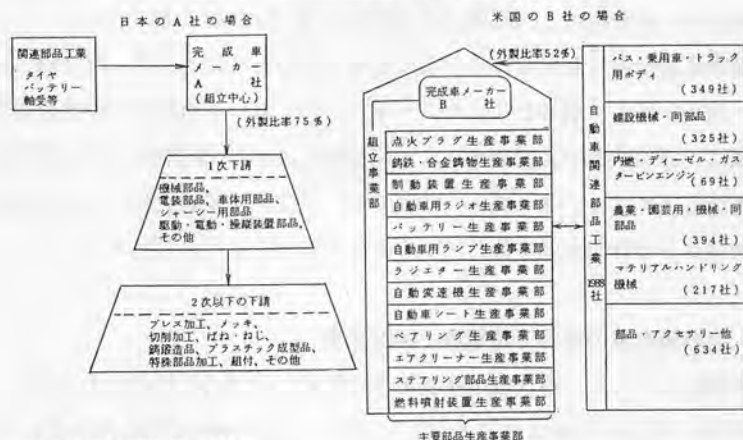 日本のA社の場合
関連部品工業
タイヤ
バッテリー
軸受等
完成車
メーカー
A社
(組立中心)
(外製比率75%)
1次下請
機械部品、
電装部品、車体用部品
シャーシー用部品
駆動・電動・操縦装置部品、
その他
2次以下の下請
プレス加工、メッキ、
切削加工、ばね・ねじ、
鋳鍛造品、プラスチック成型品、
特殊部品加工、組付、その他
米国のB社の場合
(外製比率52%)
完成車メーカー
B社
組立事業部
点火プラグ生産事業部
鋳鉄・合金鋳物生産事業部
制動装置生産事業部
自動車用ラジオ生産事業部
バッテリー生産事業部
自動車用ランプ生産事業部
ラジエター生産事業部
自動変速機生産事業部
自動車シート生産事業部
ベアリング生産事業部
エアクリーナー生産事業部
ステアリング部品生産事業部
燃料噴射装置生産事業部
主要部品生産事業部
自動車関連部品工業
1988社
バス・乗用車・トラック
用ボディ
(349社)
建設機械・同部品
(325社)
内燃・ディーゼル・ガス
タービンエンジン(69社)
農業・園芸用・機械・同
部品
(394社)
マテリアルハンドリング
機械
(217社)
部品・アクセサリー他
(634社)